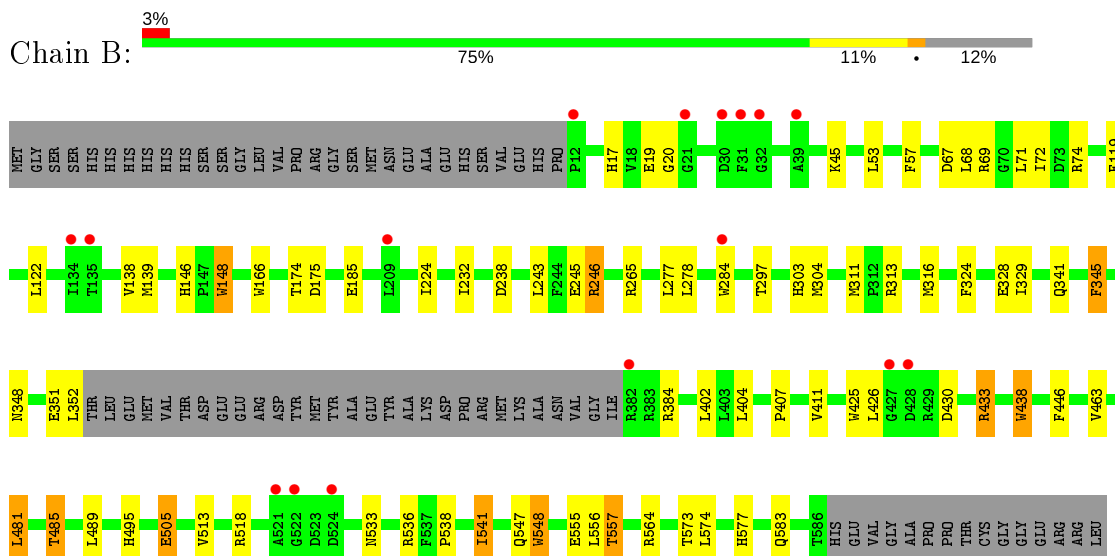 3%
Chain B:
75% 11% • 12%
MET GLY SER SER HIS HIS HIS HIS HIS HIS SER SER GLY LEU VAL PRO ARG GLY SER MET ASN GLU ALA GLU HIS SER VAL GLU HIS PRO P12 H17 V18 E19 G20 G21 D30 F31 G32 A39 K45 L53 F57 D67 L68 R69 G70 L71 I72 D73 R74 E119
L122 I134 T135 V138 M139 H146 P147 W148 W166 T174 D175 E185 L209 I224 I232 D238 L243 F244 E245 R246 R265 L277 L278 W284 T297 H303 M304 M311 P312 R313 M316 F324 E328 I329 Q341 F345
N348 E351 L352 THR LEU GLU MET VAL THR ASP GLU GLU ARG ASP TYR MET TYR ALA GLU TYR ALA LYS ASP PRO ARG MET LYS ALA ASN VAL GLY ILE R382 R383 R384 L402 L403 L404 P407 V411 W425 L426 G427 D428 R429 D430 R433 W438 F446 V463
L481 T485 L489 H495 E505 V513 R518 A521 G522 D523 D524 N533 R536 F537 P538 I541 Q547 W548 E555 L556 T557 R564 T573 L574 H577 Q583 T586 HIS GLU VAL GLY ALA PRO PRO THR CYS GLY GLY GLU ARG ARG LEU